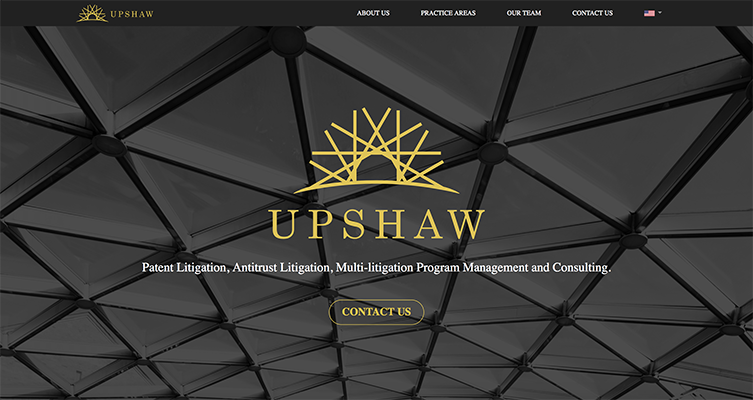 UPSHAW
ABOUT US PRACTICE AREAS OUR TEAM CONTACT US
UPSHAW
Patent Litigation, Antitrust Litigation, Multi-litigation Program Management and Consulting.
CONTACT US